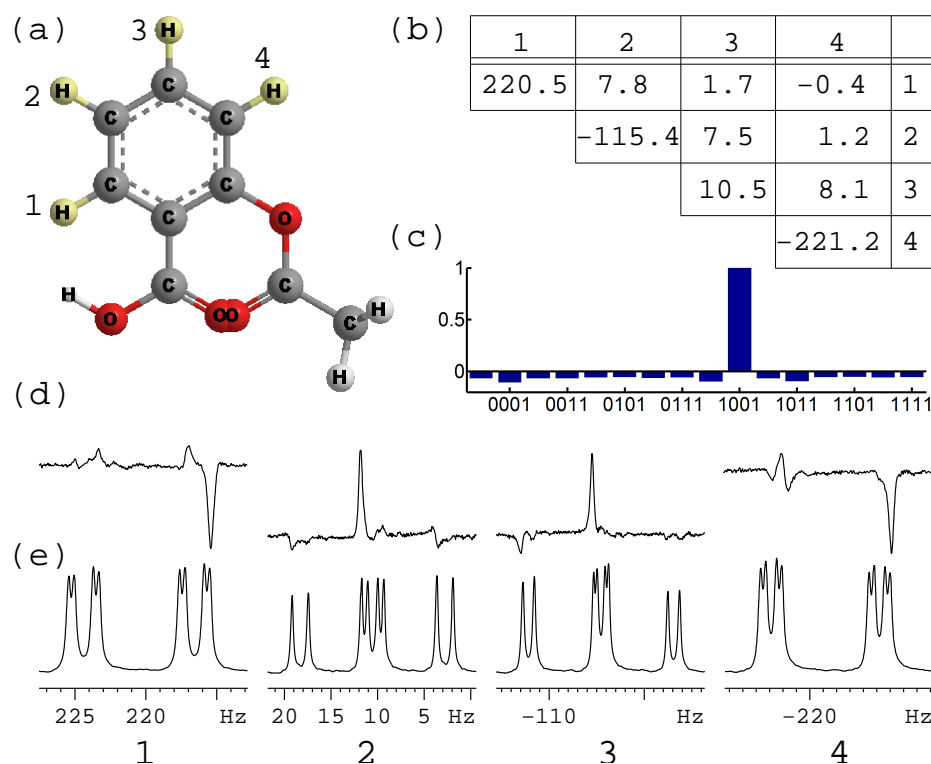 (a)
3
4
2
1
H
H
H
H
C
C
C
C
C
C
O
C
C
H
O
O
O
C
H
H
(b)
1 2 3 4
220.5 7.8 1.7 -0.4 1
-115.4 7.5 1.2 2
10.5 8.1 3
-221.2 4
(c)
1
0.5
0
0001 0011 0101 0111 1001 1011 1101 1111
(d)
(e)
225 220 Hz
20 15 10 5 Hz
-110 Hz
-220 Hz
1 2 3 4